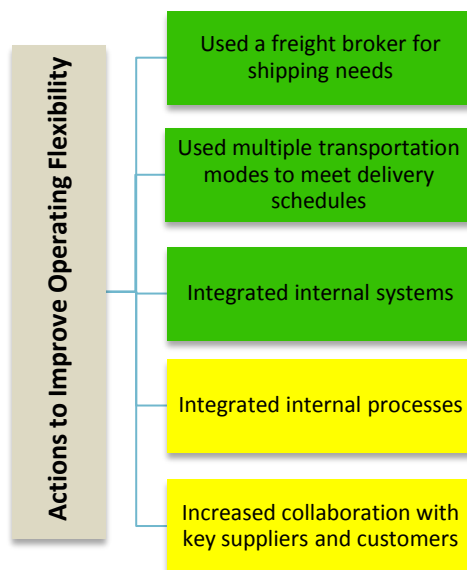 Actions to Improve Operating Flexibility
Used a freight broker for
shipping needs
Used multiple transportation
modes to meet delivery
schedules
Integrated internal systems
Integrated internal processes
Increased collaboration with
key suppliers and customers